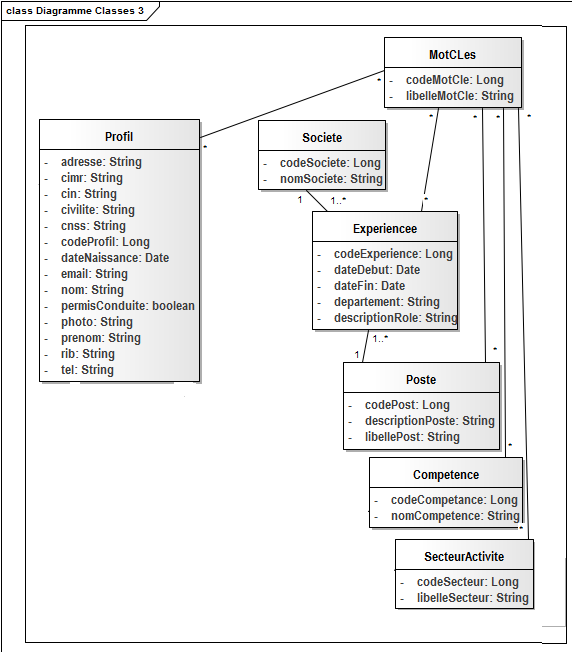 class Diagramme Classes 3
MotCLes
- codeMotCle: Long
- libelleMotCle: String
* *
* * * *
Profil
- adresse: String
- cimr: String
- cin: String
- civilite: String
- cnss: String
- codeProfil: Long
- dateNaissance: Date
- email: String
- nom: String
- permisConduite: boolean
- photo: String
- prenom: String
- rib: String
- tel: String
Societe
- codeSociete: Long
- nomSociete: String
1 1..* *
Experiencee
- codeExperience: Long
- dateDebut: Date
- dateFin: Date
- departement: String
- descriptionRole: String
1..*
1 *
Poste
- codePost: Long
- descriptionPoste: String
- libellePost: String
*
Competence
- codeCompetance: Long
- nomCompetence: String
*
SecteurActivite
- codeSecteur: Long
- libelleSecteur: String